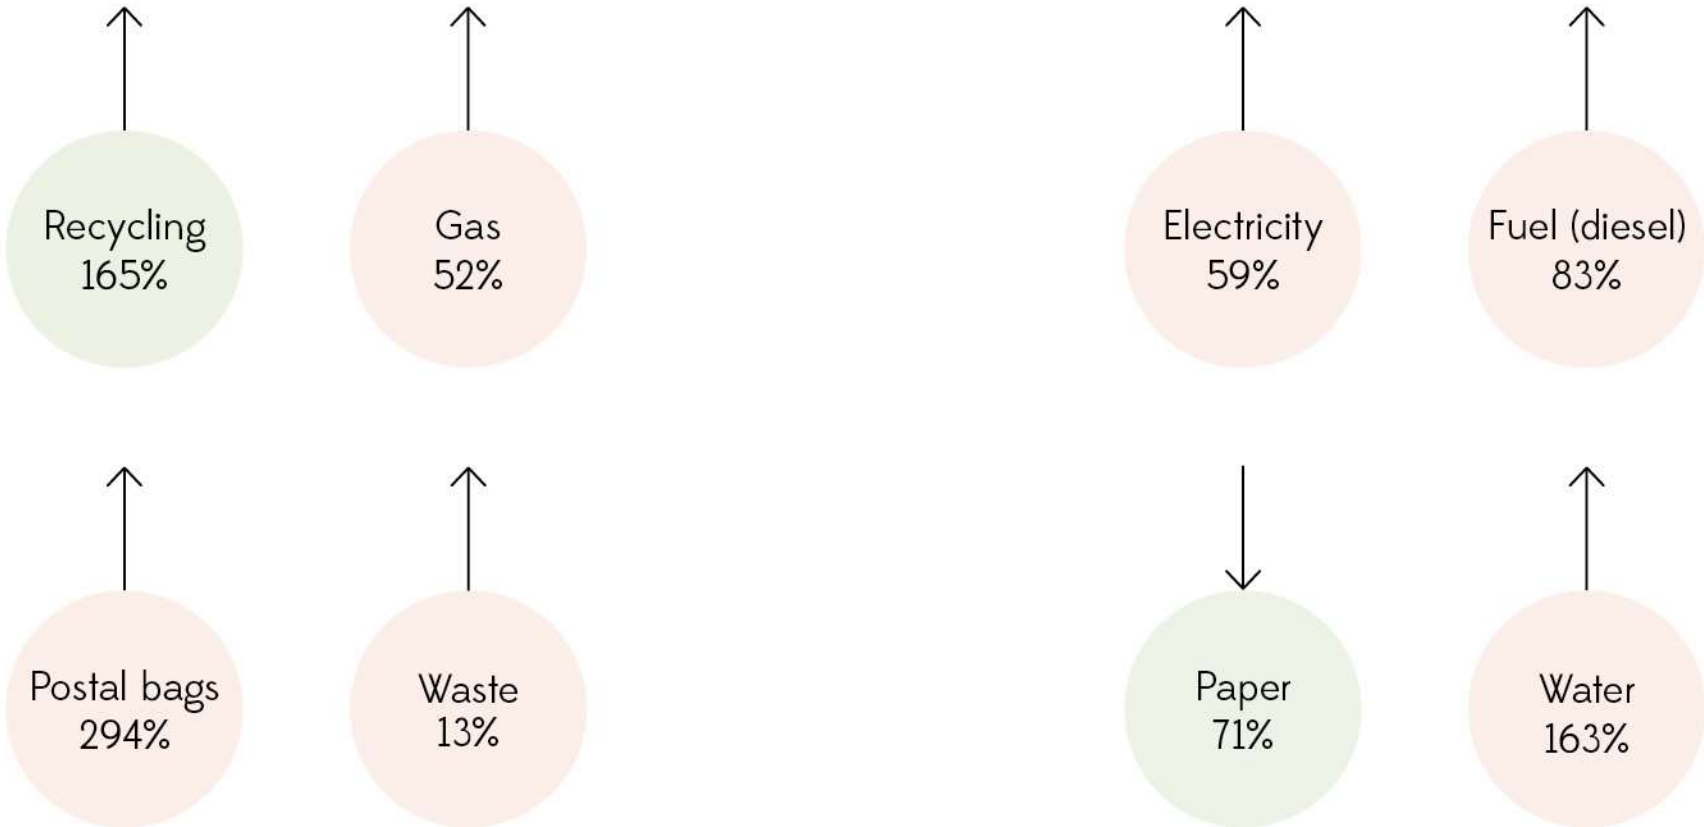 Recycling
165%
Gas
52%
Electricity
59%
Fuel (diesel)
83%
Postal bags
294%
Waste
13%
Paper
71%
Water
163%